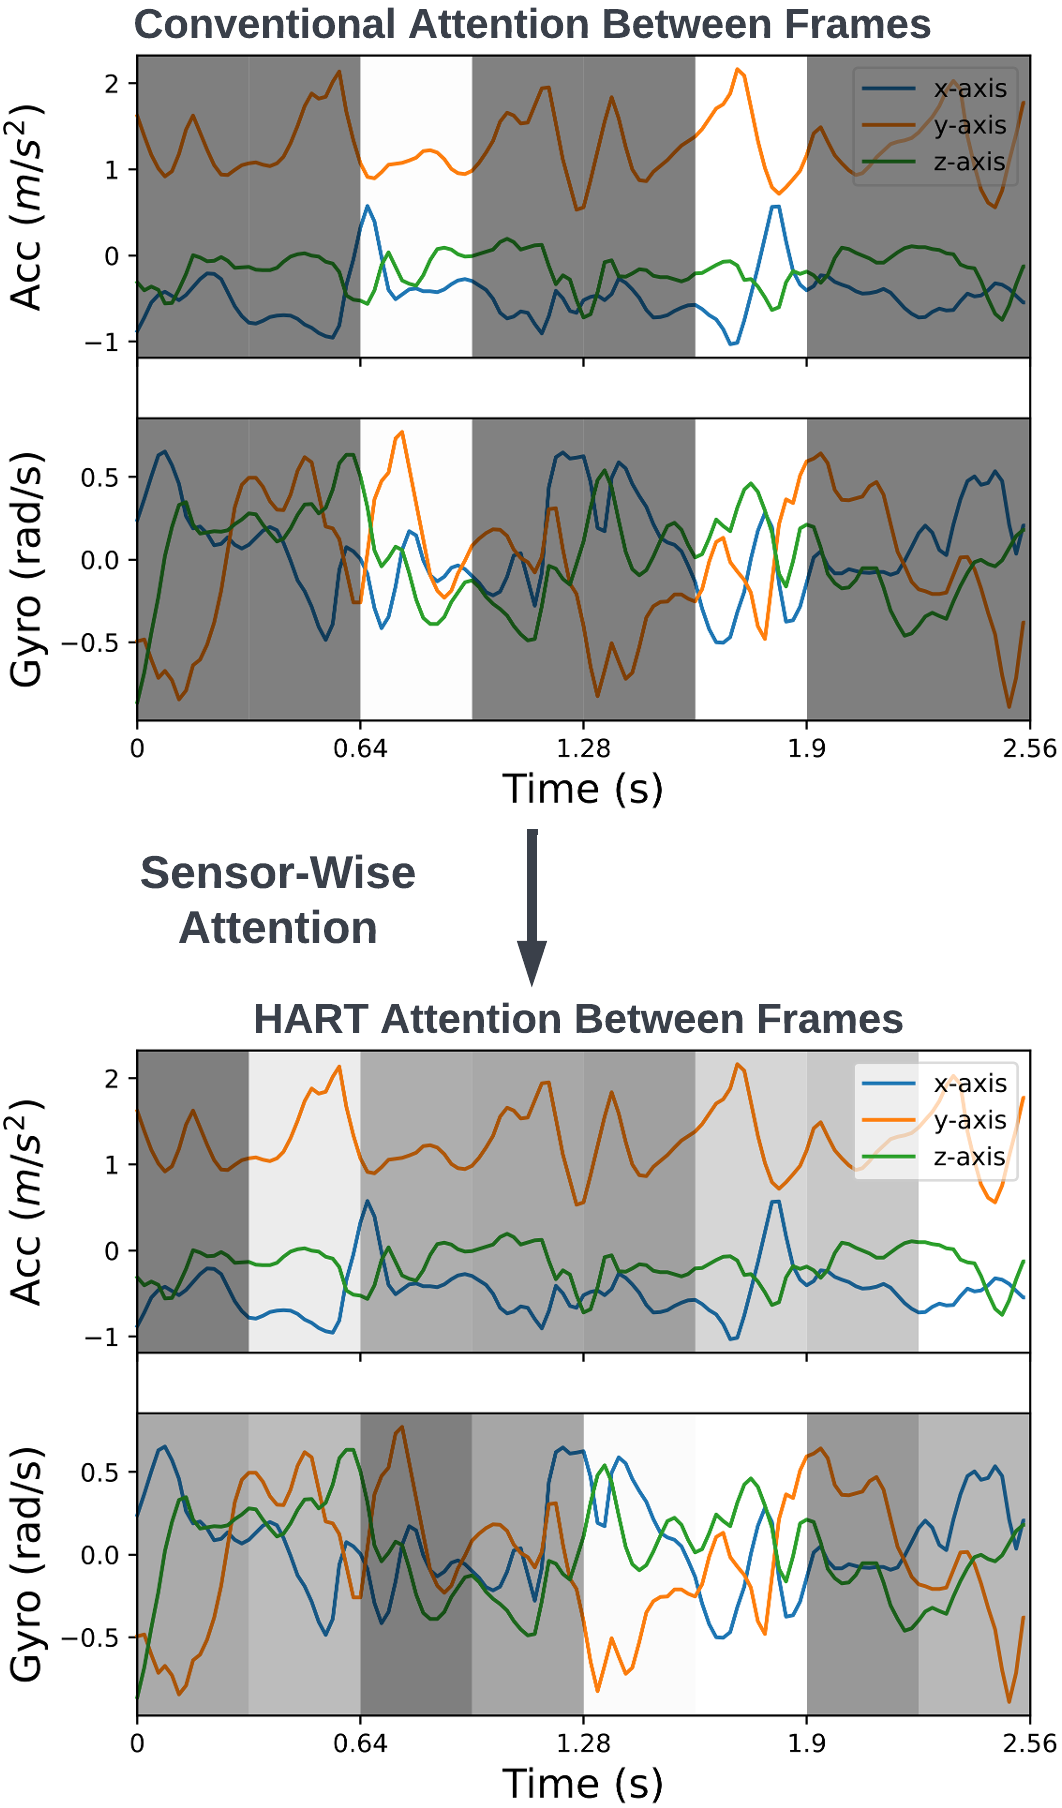 Conventional Attention Between Frames
2
1
0
−1
Acc (m/s²)
x-axis
y-axis
z-axis
0.5
0.0
−0.5
Gyro (rad/s)
0 0.64 1.28 1.9 2.56
Time (s)
Sensor-Wise
Attention
HART Attention Between Frames
2
1
0
−1
Acc (m/s²)
x-axis
y-axis
z-axis
0.5
0.0
−0.5
Gyro (rad/s)
0 0.64 1.28 1.9 2.56
Time (s)